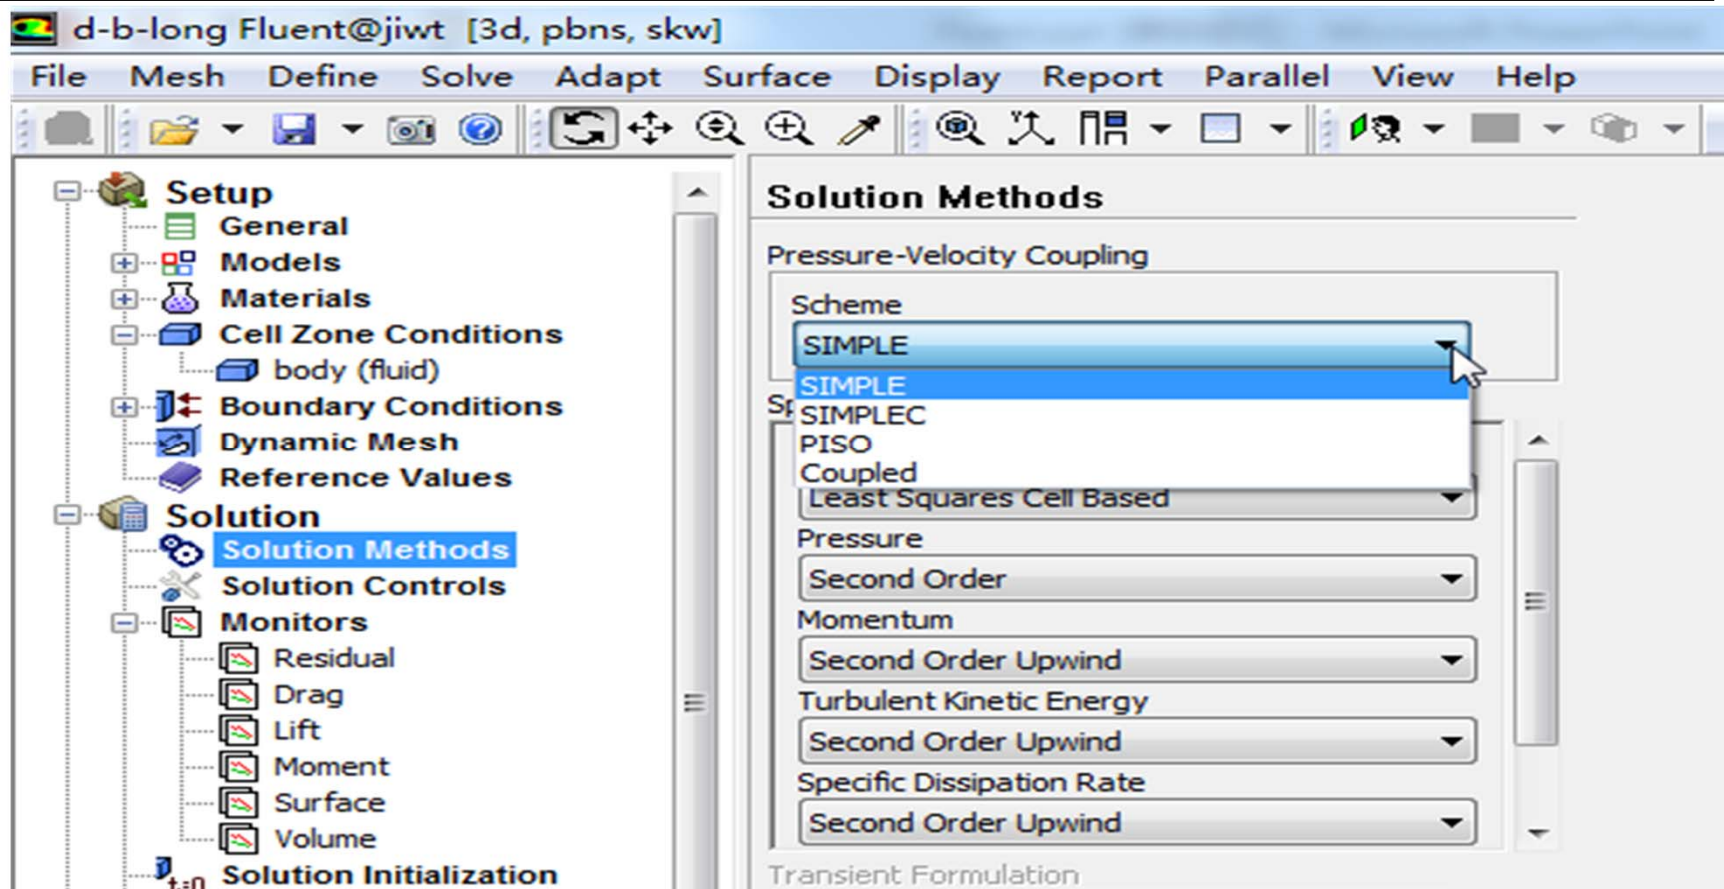 d-b-long Fluent@jiwt [3d, pbns, skw]
File Mesh Define Solve Adapt Surface Display Report Parallel View Help
Setup
General
Models
Materials
Cell Zone Conditions
body (fluid)
Boundary Conditions
Dynamic Mesh
Reference Values
Solution
Solution Methods
Solution Controls
Monitors
Residual
Drag
Lift
Moment
Surface
Volume
t=0
Solution Initialization
Solution Methods
Pressure-Velocity Coupling
Scheme
SIMPLE
SIMPLE
SIMPLEC
PISO
Coupled
Least Squares Cell Based
Pressure
Second Order
Momentum
Second Order Upwind
Turbulent Kinetic Energy
Second Order Upwind
Specific Dissipation Rate
Second Order Upwind
Transient Formulation